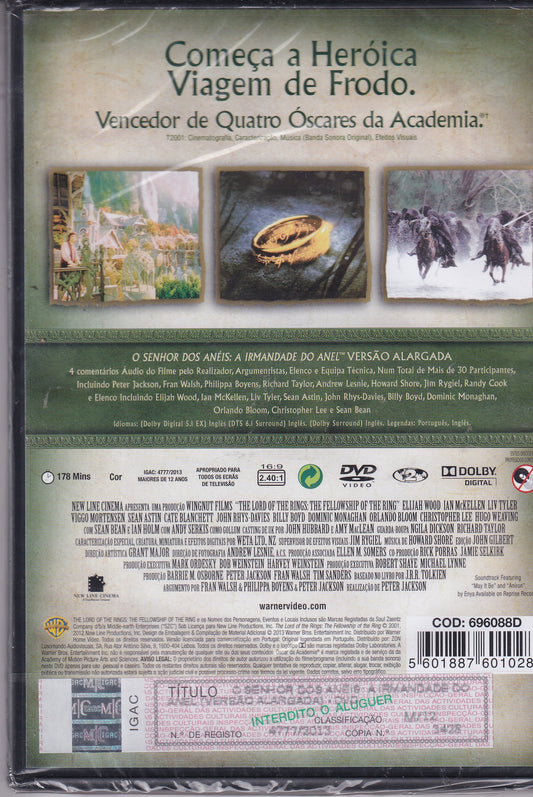 Começa a Heróica
Viagem de Frodo.
Vencedor de Quatro Óscares da Academia.®†
†2001: Cinematografia, Caracterização, Música (Banda Sonora Original), Efeitos Visuais
O SENHOR DOS ANÉIS: A IRMANDADE DO ANEL™ VERSÃO ALARGADA
4 comentários Áudio do Filme pelo Realizador, Argumentistas, Elenco e Equipa Técnica, Num Total de Mais de 30 Participantes,
Incluindo Peter Jackson, Fran Walsh, Philippa Boyens, Richard Taylor, Andrew Lesnie, Howard Shore, Jim Rygiel, Randy Cook
e Elenco Incluindo Elijah Wood, Ian McKellen, Liv Tyler, Sean Astin, John Rhys-Davies, Billy Boyd, Dominic Monaghan,
Orlando Bloom, Christopher Lee e Sean Bean
Idiomas: (Dolby Digital 5.1 EX) Inglês (DTS 6.1 Surround) Inglês. (Dolby Surround) Inglês. Legendas: Português, Inglês.
178 Mins
Cor
IGAC: 4777/2013
MAIORES DE 12 ANOS
APROPRIADO PARA
TODOS OS ECRÃS
DE TELEVISÃO
16:9
2.40:1
DVD
VIDEO
2
DOLBY
DIGITAL
NEW LINE CINEMA APRESENTA UMA PRODUÇÃO WINGNUT FILMS "THE LORD OF THE RINGS: THE FELLOWSHIP OF THE RING" ELIJAH WOOD IAN McKELLEN LIV TYLER
VIGGO MORTENSEN SEAN ASTIN CATE BLANCHETT JOHN RHYS-DAVIES BILLY BOYD DOMINIC MONAGHAN ORLANDO BLOOM CHRISTOPHER LEE HUGO WEAVING
COM SEAN BEAN E IAN HOLM COM ANDY SERKIS COMO GOLLUM CASTING DE UK POR JOHN HUBBARD E AMY MacLEAN GUARDA ROUPA NGILA DICKSON RICHARD TAYLOR
CARACTERIZAÇÃO ESPECIAL, CRIATURA, MINIATURA E EFEITOS DIGITAIS POR WETA LTD, NZ SUPERVISOR DE EFEITOS VISUAIS JIM RYGIEL MÚSICA DE HOWARD SHORE EDIÇÃO JOHN GILBERT
DIREÇÃO ARTÍSTICA GRANT MAJOR DIREÇÃO DE FOTOGRAFIA ANDREW LESNIE, A.C.S. PRODUÇÃO ASSOCIADA ELLEN M. SOMERS CO-PRODUÇÃO RICK PORRAS JAMIE SELKIRK
PRODUÇÃO EXECUTIVA MARK ORDESKY BOB WEINSTEIN HARVEY WEINSTEIN PRODUÇÃO EXECUTIVA ROBERT SHAYE MICHAEL LYNNE
PRODUÇÃO BARRIE M. OSBORNE PETER JACKSON FRAN WALSH TIM SANDERS BASEADO NO LIVRO POR J.R.R. TOLKIEN
ARGUMENTO POR FRAN WALSH & PHILIPPA BOYENS & PETER JACKSON REALIZAÇÃO DE PETER JACKSON
NEW LINE CINEMA
Soundtrack Featuring
"May It Be" and "Aníron"
by Enya Available on Reprise Recor
warnervideo.com
WB
COD: 696088D
5 601887 601028
IGAC
TÍTULO
O SENHOR DOS ANEIS: A IRMANDADE DO
ANEL (VERSÃO ALARGADA)
INTERDITO O ALUGUER
CLASSIFICAÇÃO
M/12
N.º DE REGISTO
4777/2013
CÓPIA N.º
3428